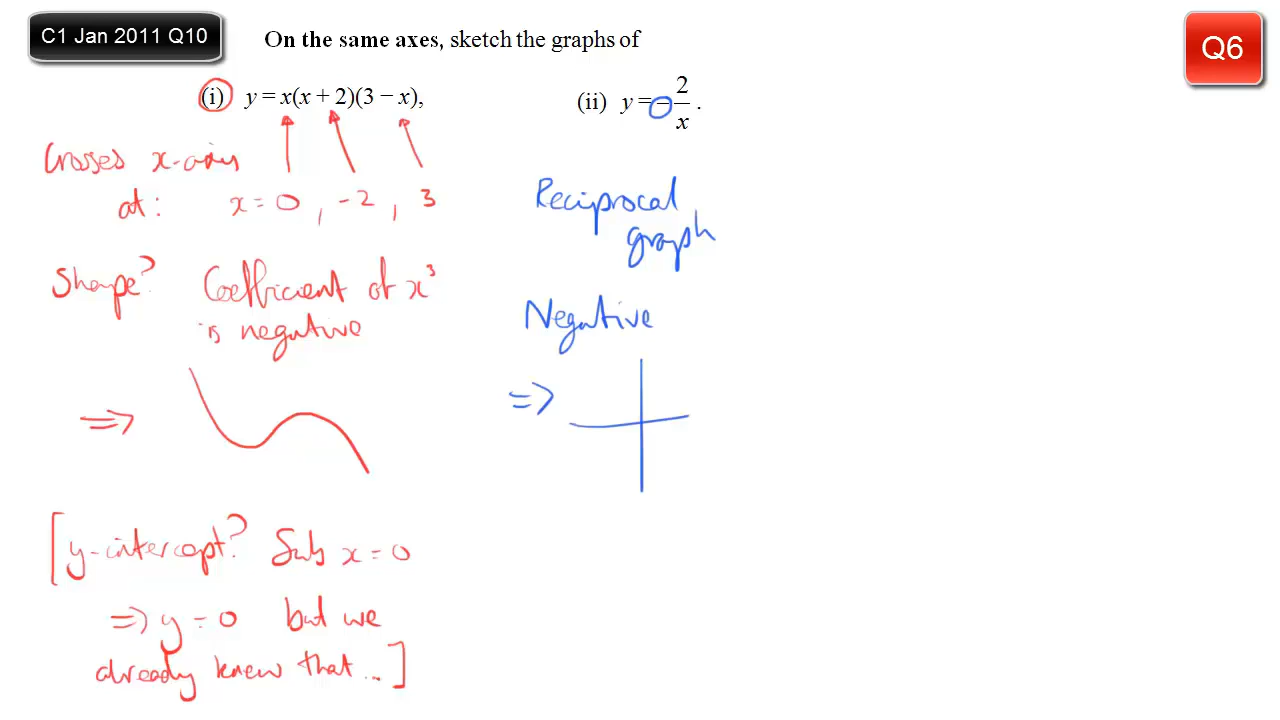 C1 Jan 2011 Q10
On the same axes, sketch the graphs of
Q6
(i) y = x(x + 2)(3 − x),
(ii) y = − 2/x .
Crosses x-axis
at: x = 0, -2, 3
Shape? Coefficient of x³
is negative
⇒
[y-intercept? Sub x = 0
⇒ y = 0 but we
already knew that ...]
Reciprocal
graph
Negative
⇒